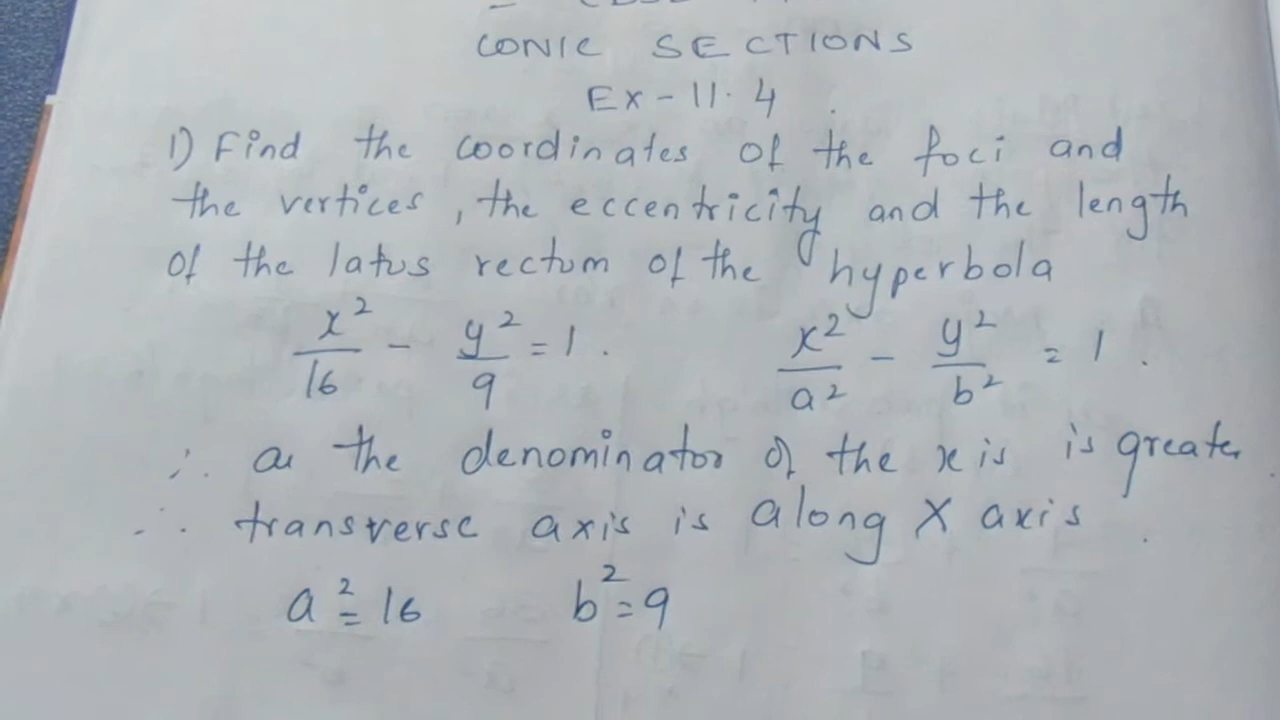 CONIC SECTIONS
Ex-11.4
1) Find the coordinates of the foci and
the vertices, the eccentricity and the length
of the latus rectum of the hyperbola
x²/16 - y²/9 = 1. x²/a² - y²/b² = 1.
∴ as the denominator of the x is is greater
∴ transverse axis is along X axis
a² = 16 b² = 9